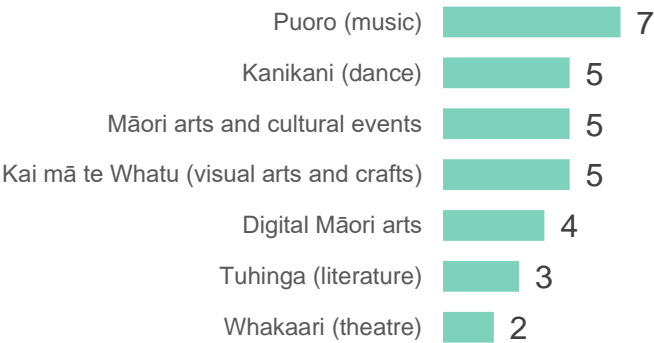 Puoro (music) 7
Kanikani (dance) 5
Māori arts and cultural events 5
Kai mā te Whatu (visual arts and crafts) 5
Digital Māori arts 4
Tuhinga (literature) 3
Whakaari (theatre) 2